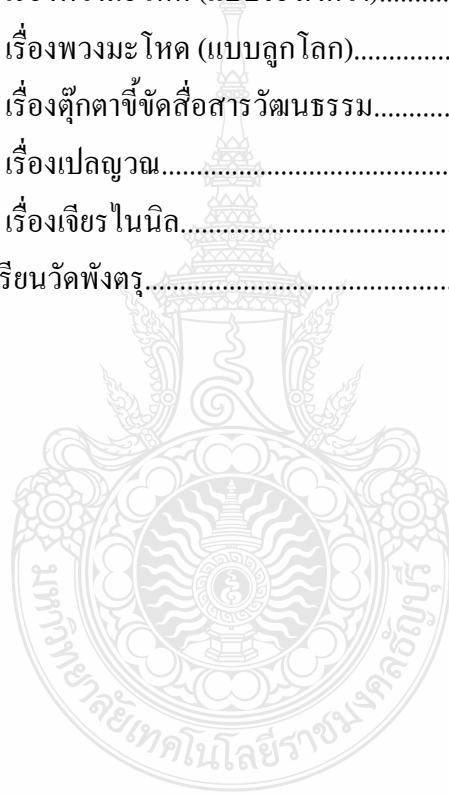 เรื่องพวงมะโหด (แบบลูกโลก)..............
เรื่องตุ๊กตาขี้ขัดสื่อสารวัฒนธรรม...........
เรื่องเปลญวณ.......................................
เรื่องเจียรไนนิล....................................
รียนวัดพังตรุ.........................................
มหาวิทยาลัยเทคโนโลยีราชมงคลธัญบุรี